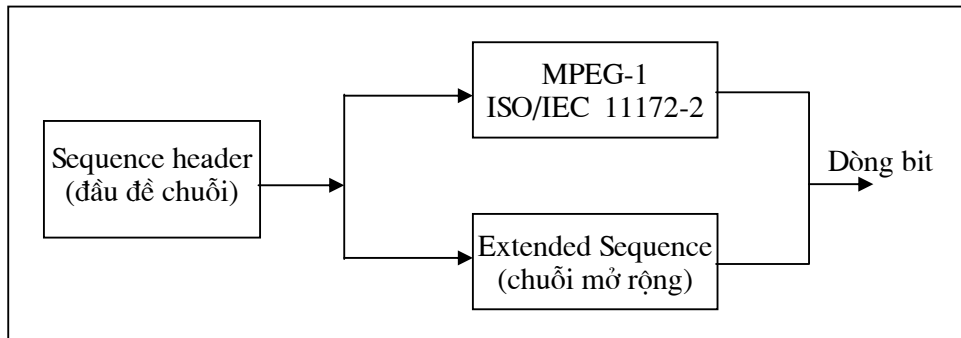 Sequence header
(đầu đề chuỗi)
MPEG-1
ISO/IEC 11172-2
Extended Sequence
(chuỗi mở rộng)
Dòng bit